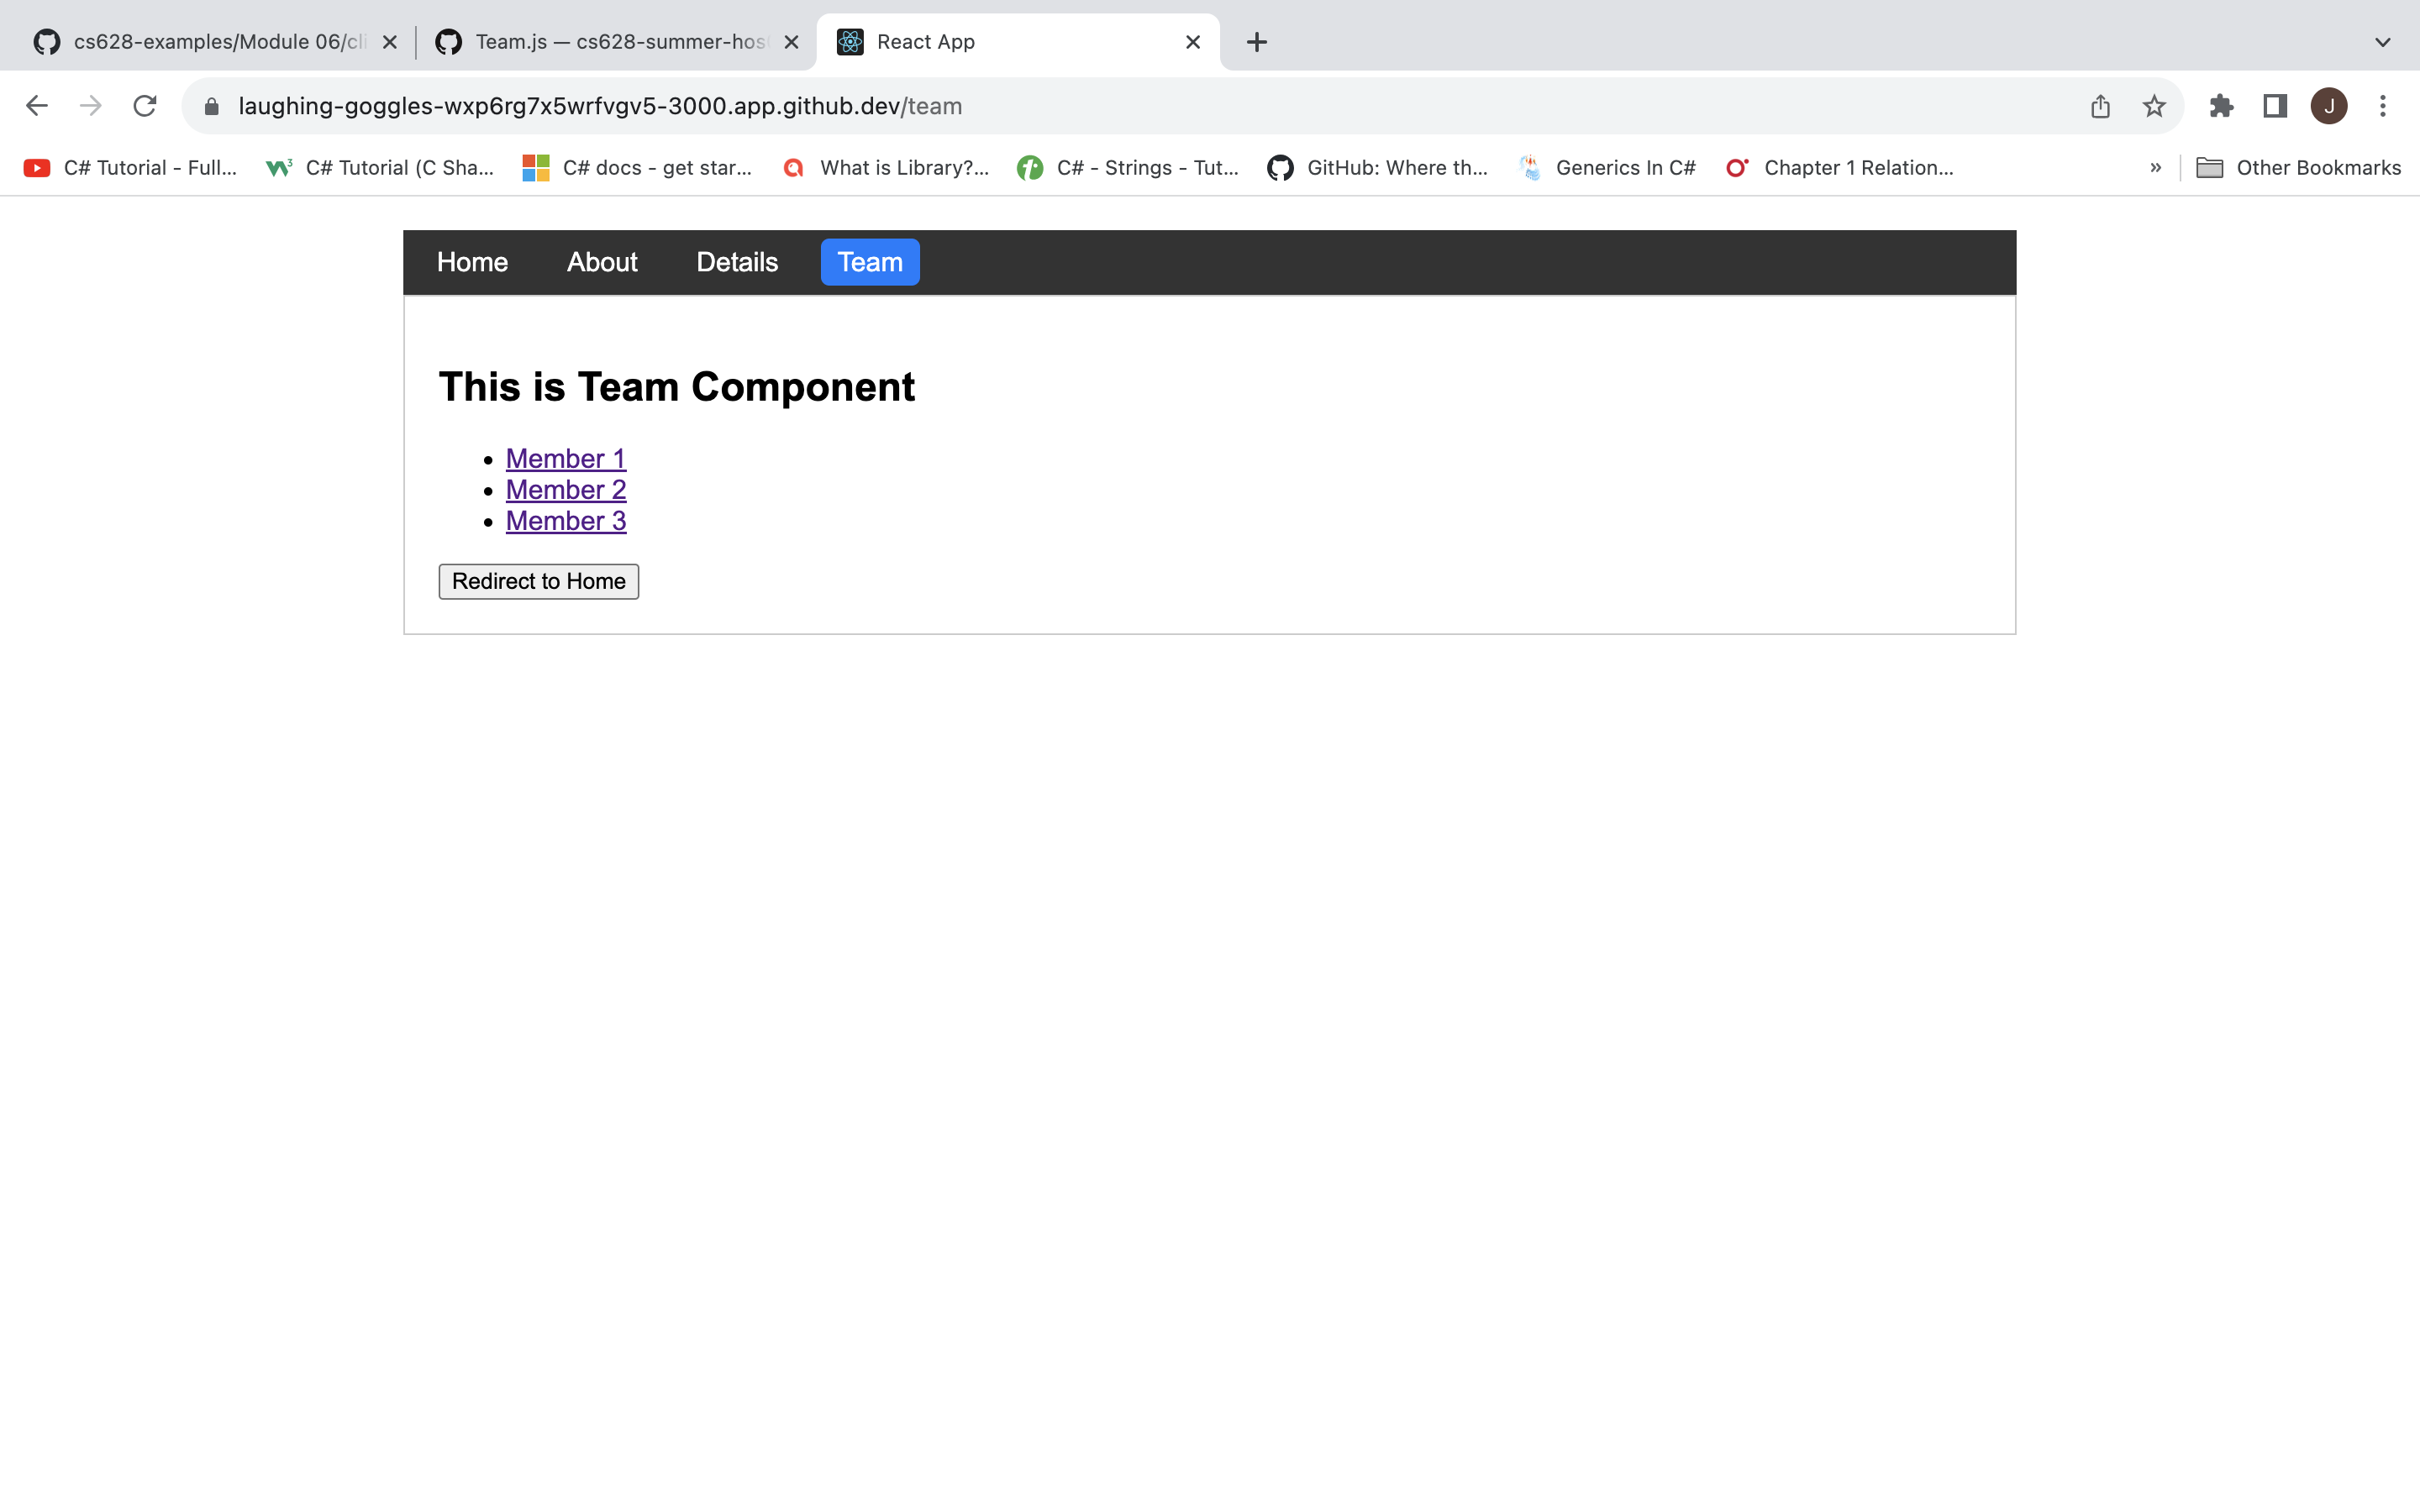 cs628-examples/Module 06/cli
Team.js — cs628-summer-hos
React App
laughing-goggles-wxp6rg7x5wrfvgv5-3000.app.github.dev/team
J
C# Tutorial - Full...
C# Tutorial (C Sha...
C# docs - get star...
What is Library?...
C# - Strings - Tut...
GitHub: Where th...
Generics In C#
Chapter 1 Relation...
» Other Bookmarks
Home About Details Team
This is Team Component
• Member 1
• Member 2
• Member 3
Redirect to Home